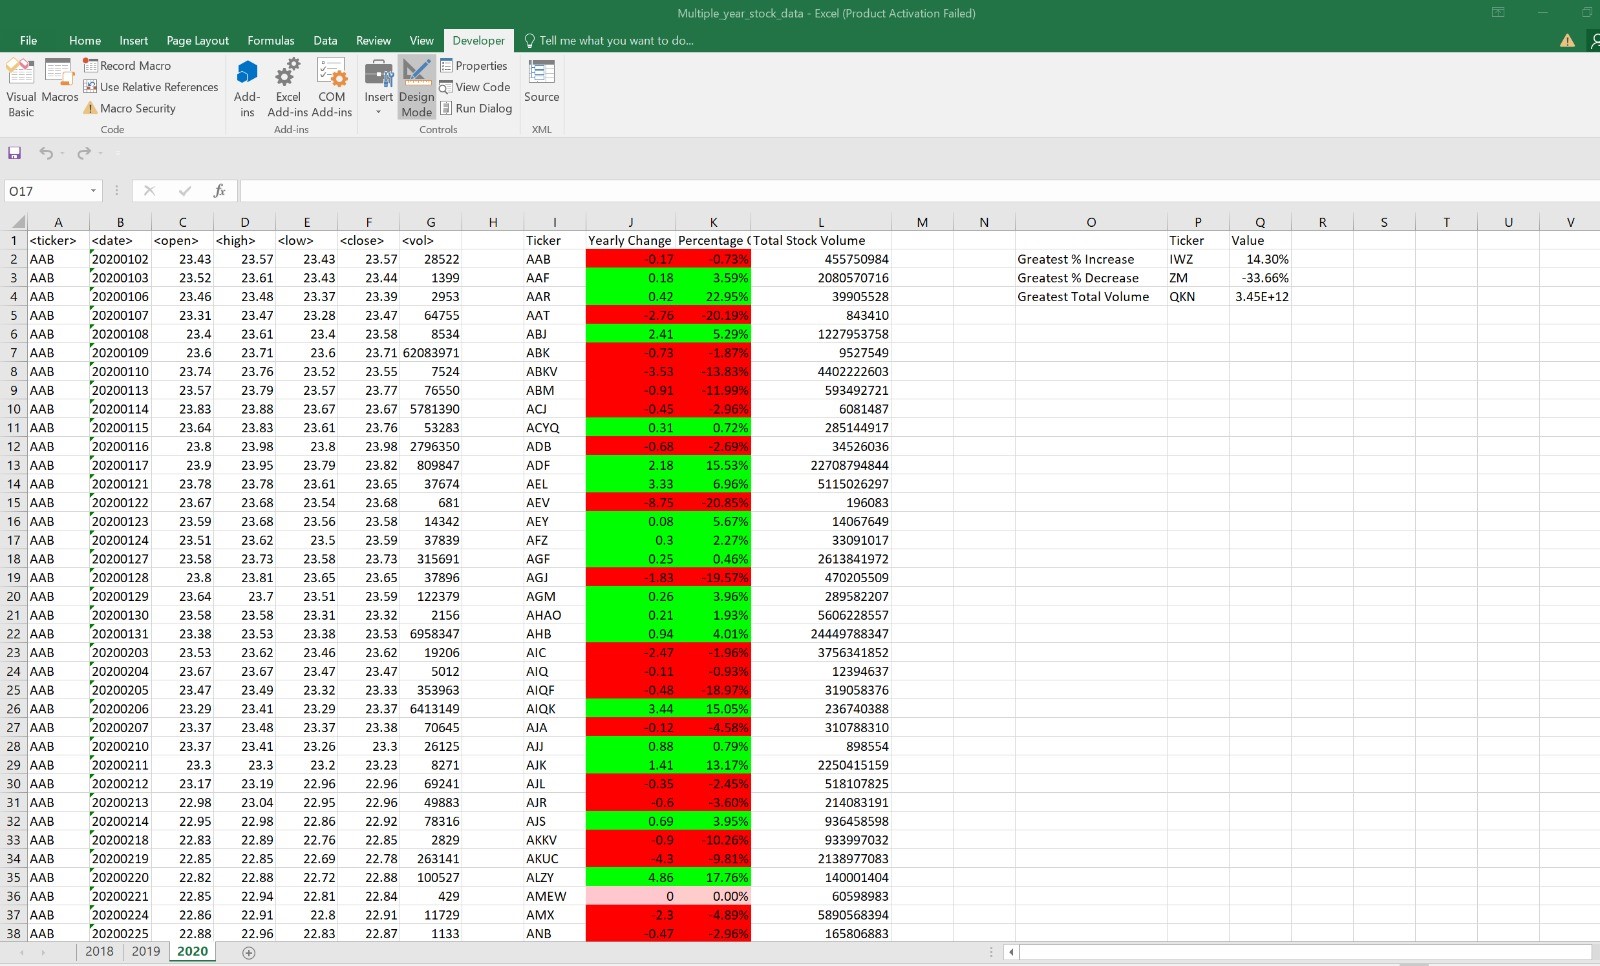 Multiple_year_stock_data - Excel (Product Activation Failed)
File Home Insert Page Layout Formulas Data Review View Developer Tell me what you want to do...
Visual Basic
Macros
Record Macro
Use Relative References
Macro Security
Code
Add-ins
Excel Add-ins
COM Add-ins
Add-ins
Insert
Design Mode
Properties
View Code
Run Dialog
Controls
Source
XML
O17 fx
A B C D E F G H I J K L M N O P Q R S T U V
1 <ticker> <date> <open> <high> <low> <close> <vol> Ticker Yearly Change Percentage Total Stock Volume Ticker Value
2 AAB 20200102 23.43 23.57 23.43 23.57 28522 AAB -0.17 -0.73% 455750984 Greatest % Increase IWZ 14.30%
3 AAB 20200103 23.52 23.61 23.43 23.44 1399 AAF 0.18 3.59% 2080570716 Greatest % Decrease ZM -33.66%
4 AAB 20200106 23.46 23.48 23.37 23.39 2953 AAR 0.42 22.95% 39905528 Greatest Total Volume QKN 3.45E+12
5 AAB 20200107 23.31 23.47 23.28 23.47 64755 AAT -2.76 -20.19% 843410
6 AAB 20200108 23.4 23.61 23.4 23.58 8534 ABJ 2.41 5.29% 1227953758
7 AAB 20200109 23.6 23.71 23.6 23.71 62083971 ABK -0.73 -1.87% 9527549
8 AAB 20200110 23.74 23.76 23.52 23.55 7524 ABKV -3.53 -13.83% 4402222603
9 AAB 20200113 23.57 23.79 23.57 23.77 76550 ABM -0.91 -11.99% 593492721
10 AAB 20200114 23.83 23.88 23.67 23.67 5781390 ACJ -0.45 -2.96% 6081487
11 AAB 20200115 23.64 23.83 23.61 23.76 53283 ACYQ 0.31 0.72% 285144917
12 AAB 20200116 23.8 23.98 23.8 23.98 2796350 ADB -0.68 -2.69% 34526036
13 AAB 20200117 23.9 23.95 23.79 23.82 809847 ADF 2.18 15.53% 22708794844
14 AAB 20200121 23.78 23.78 23.61 23.65 37674 AEL 3.33 6.96% 5115026297
15 AAB 20200122 23.67 23.68 23.54 23.68 681 AEV -8.75 -20.85% 196083
16 AAB 20200123 23.59 23.68 23.56 23.58 14342 AEY 0.08 5.67% 14067649
17 AAB 20200124 23.51 23.62 23.5 23.59 37839 AFZ 0.3 2.27% 33091017
18 AAB 20200127 23.58 23.73 23.58 23.73 315691 AGF 0.25 0.46% 2613841972
19 AAB 20200128 23.8 23.81 23.65 23.65 37896 AGJ -1.83 -19.57% 470205509
20 AAB 20200129 23.64 23.7 23.51 23.59 122379 AGM 0.26 3.96% 289582207
21 AAB 20200130 23.58 23.58 23.31 23.32 2156 AHAO 0.21 1.93% 5606228557
22 AAB 20200131 23.38 23.53 23.38 23.53 6958347 AHB 0.94 4.01% 24449788347
23 AAB 20200203 23.53 23.62 23.46 23.62 19206 AIC -2.47 -1.96% 3756341852
24 AAB 20200204 23.67 23.67 23.47 23.47 5012 AIQ -0.11 -0.93% 12394637
25 AAB 20200205 23.47 23.49 23.32 23.33 353963 AIQF -0.48 -18.97% 319058376
26 AAB 20200206 23.29 23.41 23.29 23.37 6413149 AIQK 3.44 15.05% 236740388
27 AAB 20200207 23.37 23.48 23.37 23.38 70645 AJA -0.12 -4.58% 310788310
28 AAB 20200210 23.37 23.41 23.26 23.3 26125 AJJ 0.88 0.79% 898554
29 AAB 20200211 23.3 23.3 23.2 23.23 8271 AJK 1.41 13.17% 2250415159
30 AAB 20200212 23.17 23.19 22.96 22.96 69241 AJL -0.35 -2.45% 518107825
31 AAB 20200213 22.98 23.04 22.95 22.96 49883 AJR -0.6 -3.60% 214083191
32 AAB 20200214 22.95 22.98 22.86 22.92 78316 AJS 0.69 3.95% 936458598
33 AAB 20200218 22.83 22.89 22.76 22.85 2829 AKKV -0.9 -10.26% 933997032
34 AAB 20200219 22.85 22.85 22.69 22.78 263141 AKUC -4.3 -9.81% 2138977083
35 AAB 20200220 22.82 22.88 22.72 22.88 100527 ALZY 4.86 17.76% 140001404
36 AAB 20200221 22.85 22.94 22.81 22.84 429 AMEW 0 0.00% 60598983
37 AAB 20200224 22.86 22.91 22.8 22.91 11729 AMX -2.3 -4.89% 5890568394
38 AAB 20200225 22.88 22.96 22.83 22.87 1133 ANB -0.47 -2.96% 165806883
2018 2019 2020